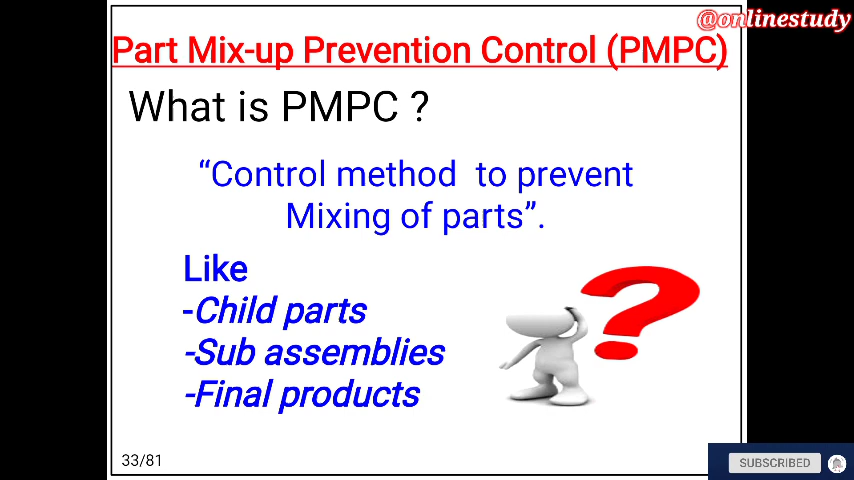 @onlinestudy
Part Mix-up Prevention Control (PMPC)
What is PMPC ?
“Control method to prevent
Mixing of parts”.
Like
-Child parts
-Sub assemblies
-Final products
33/81
SUBSCRIBED